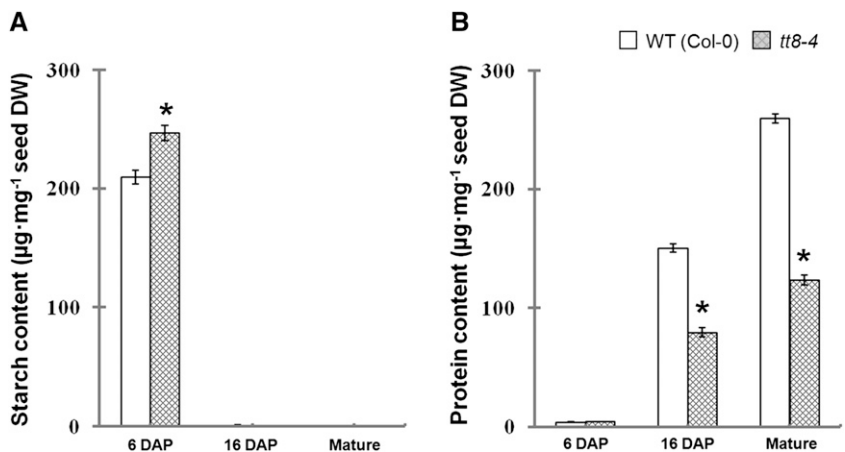 A
Starch content (µg·mg⁻¹ seed DW)
300
200
100
0
*
6 DAP 16 DAP Mature
B
WT (Col-0) tt8-4
Protein content (µg·mg⁻¹ seed DW)
300
200
100
0
*
*
6 DAP 16 DAP Mature